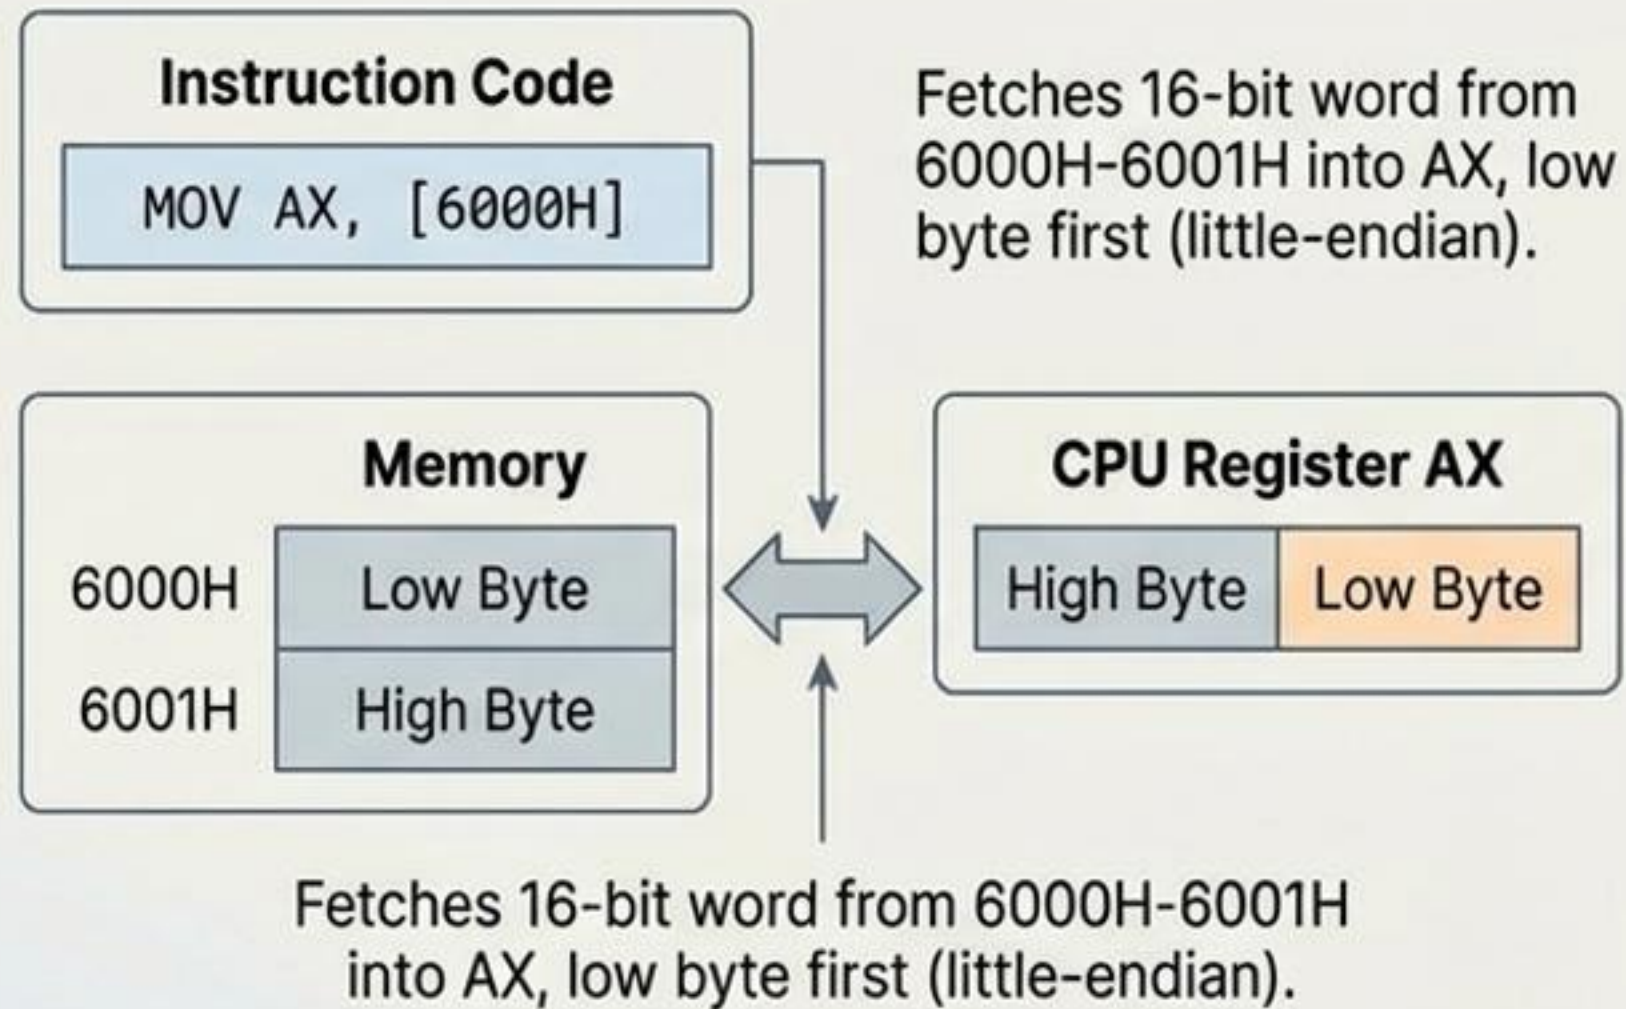 Instruction Code
MOV AX, [6000H]
Fetches 16-bit word from
6000H-6001H into AX, low
byte first (little-endian).
Memory
6000H Low Byte
6001H High Byte
CPU Register AX
High Byte Low Byte
Fetches 16-bit word from 6000H-6001H
into AX, low byte first (little-endian).